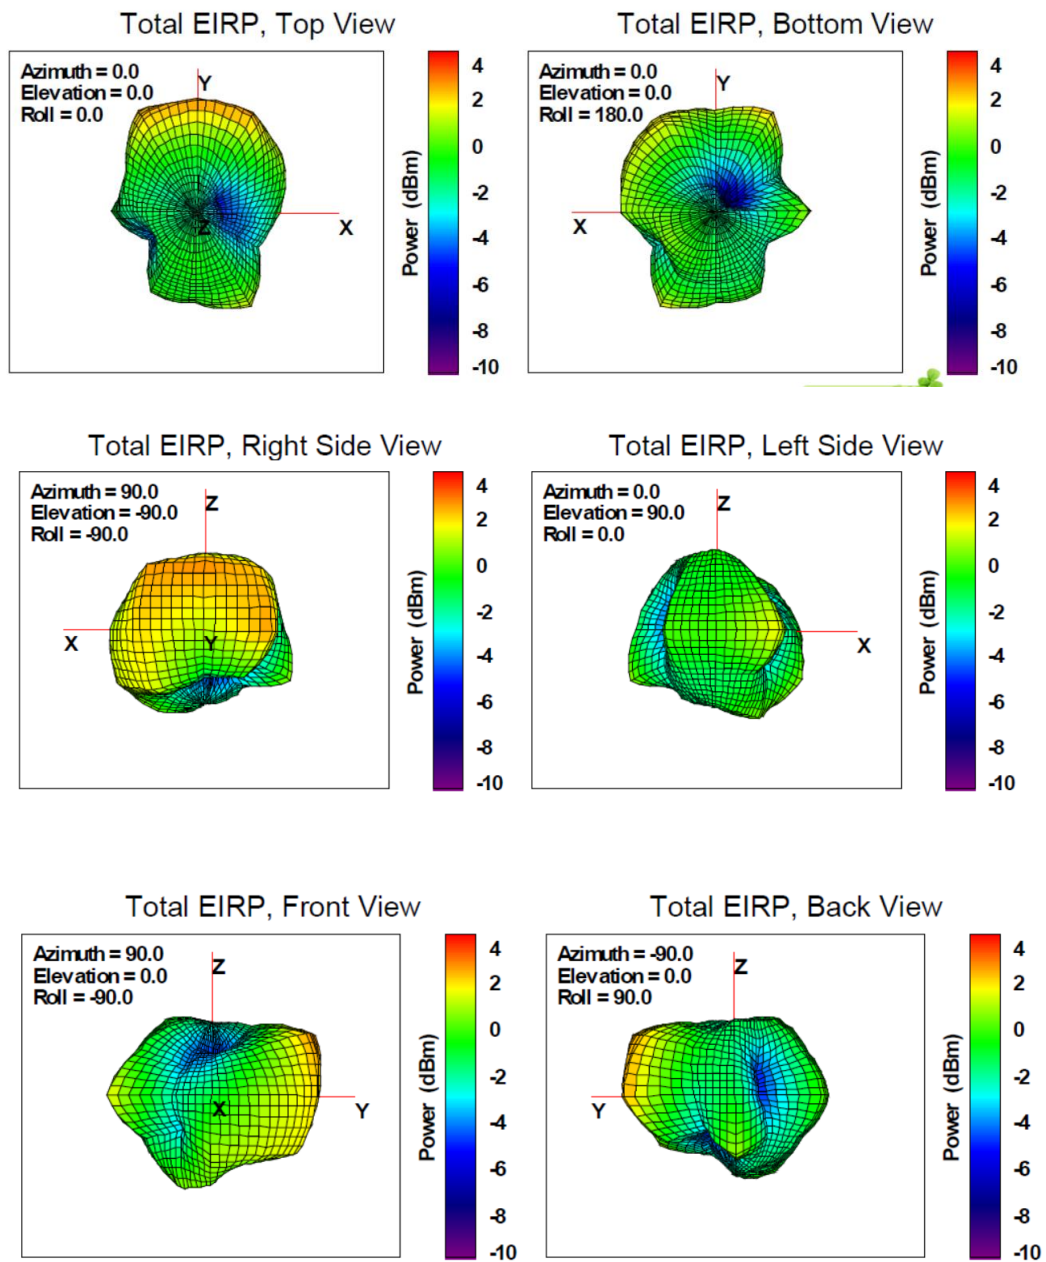 Total EIRP, Top View
Azimuth = 0.0
Elevation = 0.0
Roll = 0.0
Y
Z
X
4
2
0
-2
-4
-6
-8
-10
Power (dBm)
Total EIRP, Bottom View
Azimuth = 0.0
Elevation = 0.0
Roll = 180.0
Y
X
4
2
0
-2
-4
-6
-8
-10
Power (dBm)
Total EIRP, Right Side View
Azimuth = 90.0
Elevation = -90.0
Roll = -90.0
Z
X
Y
4
2
0
-2
-4
-6
-8
-10
Power (dBm)
Total EIRP, Left Side View
Azimuth = 0.0
Elevation = 90.0
Roll = 0.0
Z
X
4
2
0
-2
-4
-6
-8
-10
Power (dBm)
Total EIRP, Front View
Azimuth = 90.0
Elevation = 0.0
Roll = -90.0
Z
X
Y
4
2
0
-2
-4
-6
-8
-10
Power (dBm)
Total EIRP, Back View
Azimuth = -90.0
Elevation = 0.0
Roll = 90.0
Z
Y
4
2
0
-2
-4
-6
-8
-10
Power (dBm)